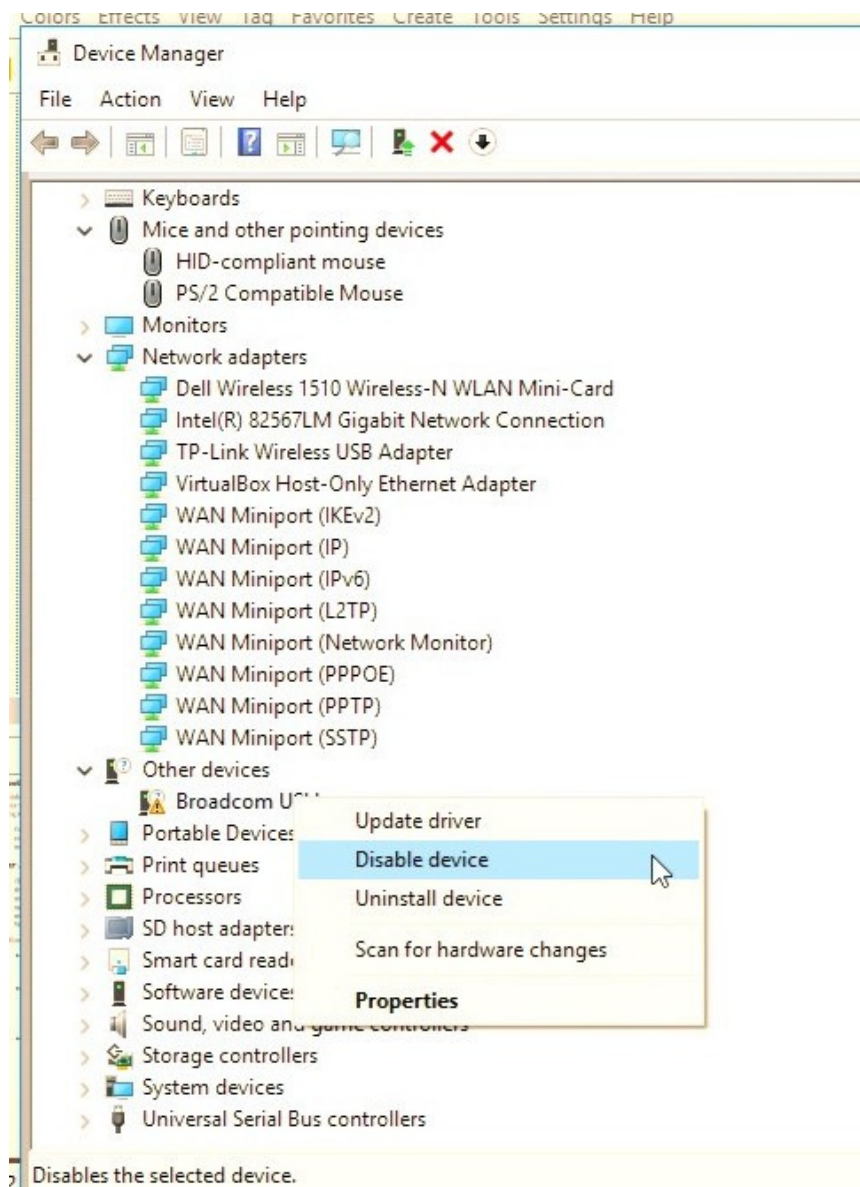 Colors Effects View Tag Favorites Create Tools Settings Help
Device Manager
File Action View Help
Keyboards
Mice and other pointing devices
HID-compliant mouse
PS/2 Compatible Mouse
Monitors
Network adapters
Dell Wireless 1510 Wireless-N WLAN Mini-Card
Intel(R) 82567LM Gigabit Network Connection
TP-Link Wireless USB Adapter
VirtualBox Host-Only Ethernet Adapter
WAN Miniport (IKEv2)
WAN Miniport (IP)
WAN Miniport (IPv6)
WAN Miniport (L2TP)
WAN Miniport (Network Monitor)
WAN Miniport (PPPOE)
WAN Miniport (PPTP)
WAN Miniport (SSTP)
Other devices
Broadcom
Portable Devices
Print queues
Processors
SD host adapter
Smart card read
Software device
Sound, video and game controllers
Storage controllers
System devices
Universal Serial Bus controllers
Update driver
Disable device
Uninstall device
Scan for hardware changes
Properties
Disables the selected device.